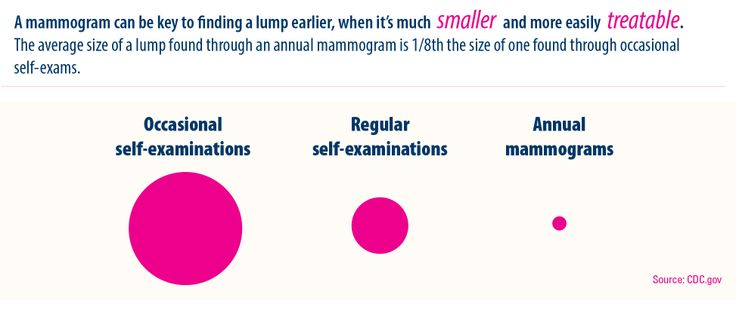 A mammogram can be key to finding a lump earlier, when it's much smaller and more easily treatable.
The average size of a lump found through an annual mammogram is 1/8th the size of one found through occasional
self-exams.
Occasional
self-examinations
Regular
self-examinations
Annual
mammograms
Source: CDC.gov